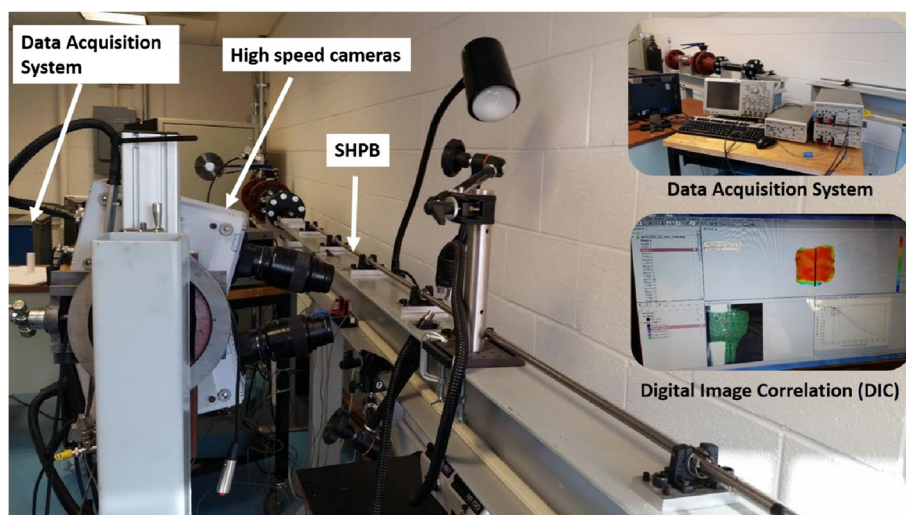 Data Acquisition
System
High speed cameras
SHPB
Data Acquisition System
Digital Image Correlation (DIC)